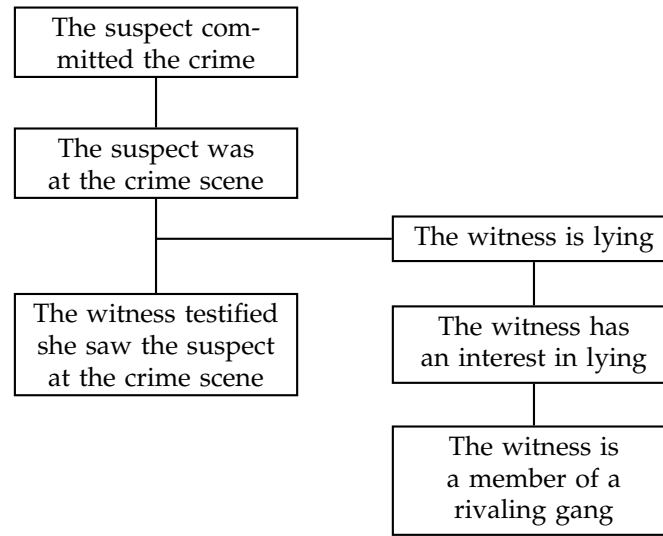 The suspect com-
mitted the crime
The suspect was
at the crime scene
The witness is lying
The witness testified
she saw the suspect
at the crime scene
The witness has
an interest in lying
The witness is
a member of a
rivaling gang